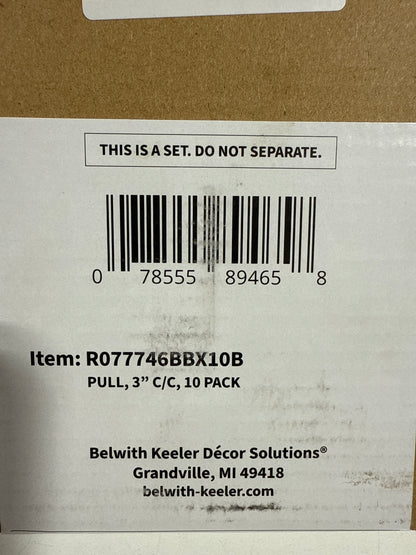 THIS IS A SET. DO NOT SEPARATE.
0 78555 89465 8
Item: R077746BBX10B
PULL, 3” C/C, 10 PACK
Belwith Keeler Décor Solutions®
Grandville, MI 49418
belwith-keeler.com